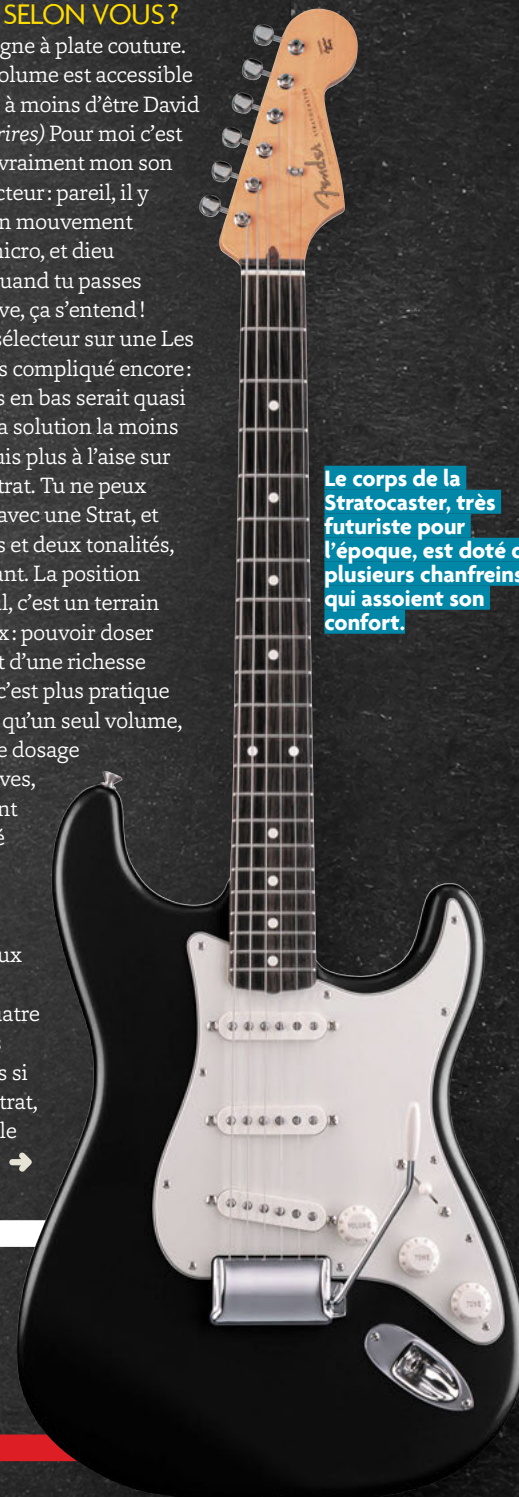 SELON VOUS ?
igne à plate couture.
olume est accessible
à moins d'être David
rires) Pour moi c'est
vraiment mon son
cteur : pareil, il y
n mouvement
nicro, et dieu
uand tu passes
ve, ça s'entend !
sélecteur sur une Les
s compliqué encore :
s en bas serait quasi
a solution la moins
uis plus à l'aise sur
trat. Tu ne peux
avec une Strat, et
s et deux tonalités,
ant. La position
al, c'est un terrain
x : pouvoir doser
t d'une richesse
c'est plus pratique
qu'un seul volume,
e dosage
ves,
nt
é
ux
uatre
s
s si
trat,
le
➜
Fender
STRATOCASTER
Le corps de la
Stratocaster, très
futuriste pour
l'époque, est doté d
plusieurs chanfreins
qui assoient son
confort.
VOLUME
TONE
TONE